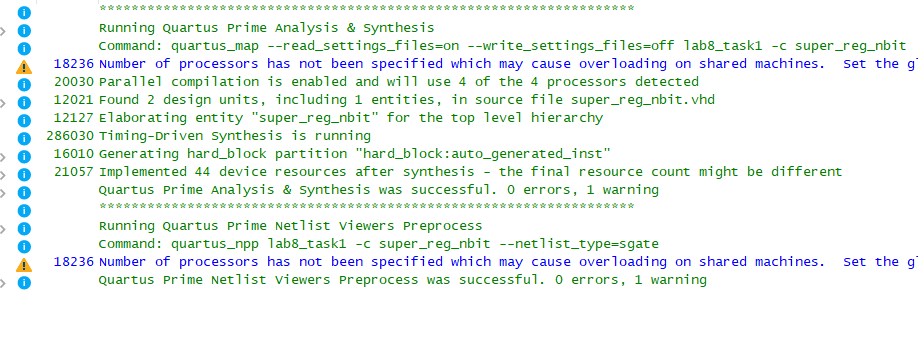 *******************************************************************
Running Quartus Prime Analysis & Synthesis
Command: quartus_map --read_settings_files=on --write_settings_files=off lab8_task1 -c super_reg_nbit
18236 Number of processors has not been specified which may cause overloading on shared machines.  Set the
20030 Parallel compilation is enabled and will use 4 of the 4 processors detected
12021 Found 2 design units, including 1 entities, in source file super_reg_nbit.vhd
12127 Elaborating entity "super_reg_nbit" for the top level hierarchy
286030 Timing-Driven Synthesis is running
16010 Generating hard_block partition "hard_block:auto_generated_inst"
21057 Implemented 44 device resources after synthesis - the final resource count might be different
Quartus Prime Analysis & Synthesis was successful. 0 errors, 1 warning
*******************************************************************
Running Quartus Prime Netlist Viewers Preprocess
Command: quartus_npp lab8_task1 -c super_reg_nbit --netlist_type=sgate
18236 Number of processors has not been specified which may cause overloading on shared machines.  Set the
Quartus Prime Netlist Viewers Preprocess was successful. 0 errors, 1 warning